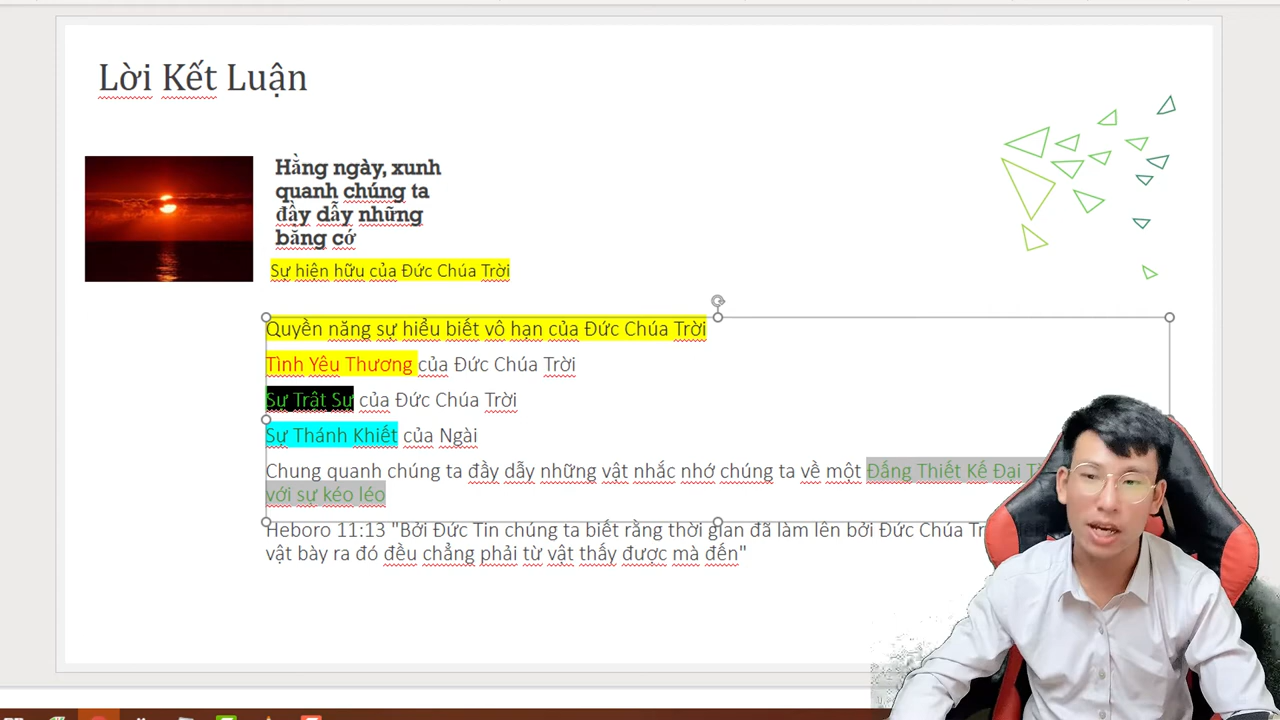 Lời Kết Luận
Hằng ngày, xunh
quanh chúng ta
đầy dẫy những
bằng cớ
Sự hiện hữu của Đức Chúa Trời
Quyền năng sự hiểu biết vô hạn của Đức Chúa Trời
Tình Yêu Thương của Đức Chúa Trời
Sự Trât Sự của Đức Chúa Trời
Sự Thánh Khiết của Ngài
Chung quanh chúng ta đầy dẫy những vật nhắc nhớ chúng ta về một Đấng Thiết Kế Đại
với sự kéo léo
Heboro 11:13 "Bởi Đức Tin chúng ta biết rằng thời gian đã làm lên bởi Đức Chúa
vật bày ra đó đều chẳng phải từ vật thấy được mà đến"